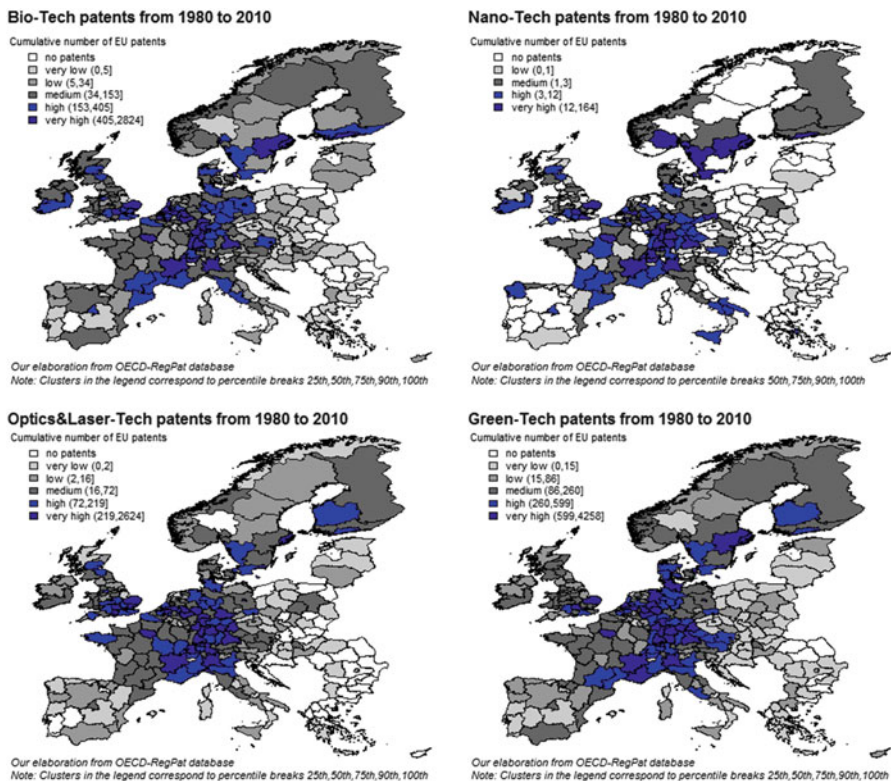 Bio-Tech patents from 1980 to 2010
Cumulative number of EU patents
no patents
very low (0,5]
low (5,34]
medium (34,153]
high (153,405]
very high (405,2824]
Our elaboration from OECD-RegPat database
Note: Clusters in the legend correspond to percentile breaks 25th,50th,75th,90th,100th
Nano-Tech patents from 1980 to 2010
Cumulative number of EU patents
no patents
low (0,1]
medium (1,3]
high (3,12]
very high (12,164]
Our elaboration from OECD-RegPat database
Note: Clusters in the legend correspond to percentile breaks 25th,50th,75th,90th,100th
Optics&Laser-Tech patents from 1980 to 2010
Cumulative number of EU patents
no patents
very low (0,2]
low (2,16]
medium (16,72]
high (72,219]
very high (219,2624]
Our elaboration from OECD-RegPat database
Note: Clusters in the legend correspond to percentile breaks 25th,50th,75th,90th,100th
Green-Tech patents from 1980 to 2010
Cumulative number of EU patents
no patents
very low (0,15]
low (15,86]
medium (86,260]
high (260,599]
very high (599,4258]
Our elaboration from OECD-RegPat database
Note: Clusters in the legend correspond to percentile breaks 25th,50th,75th,90th,100th